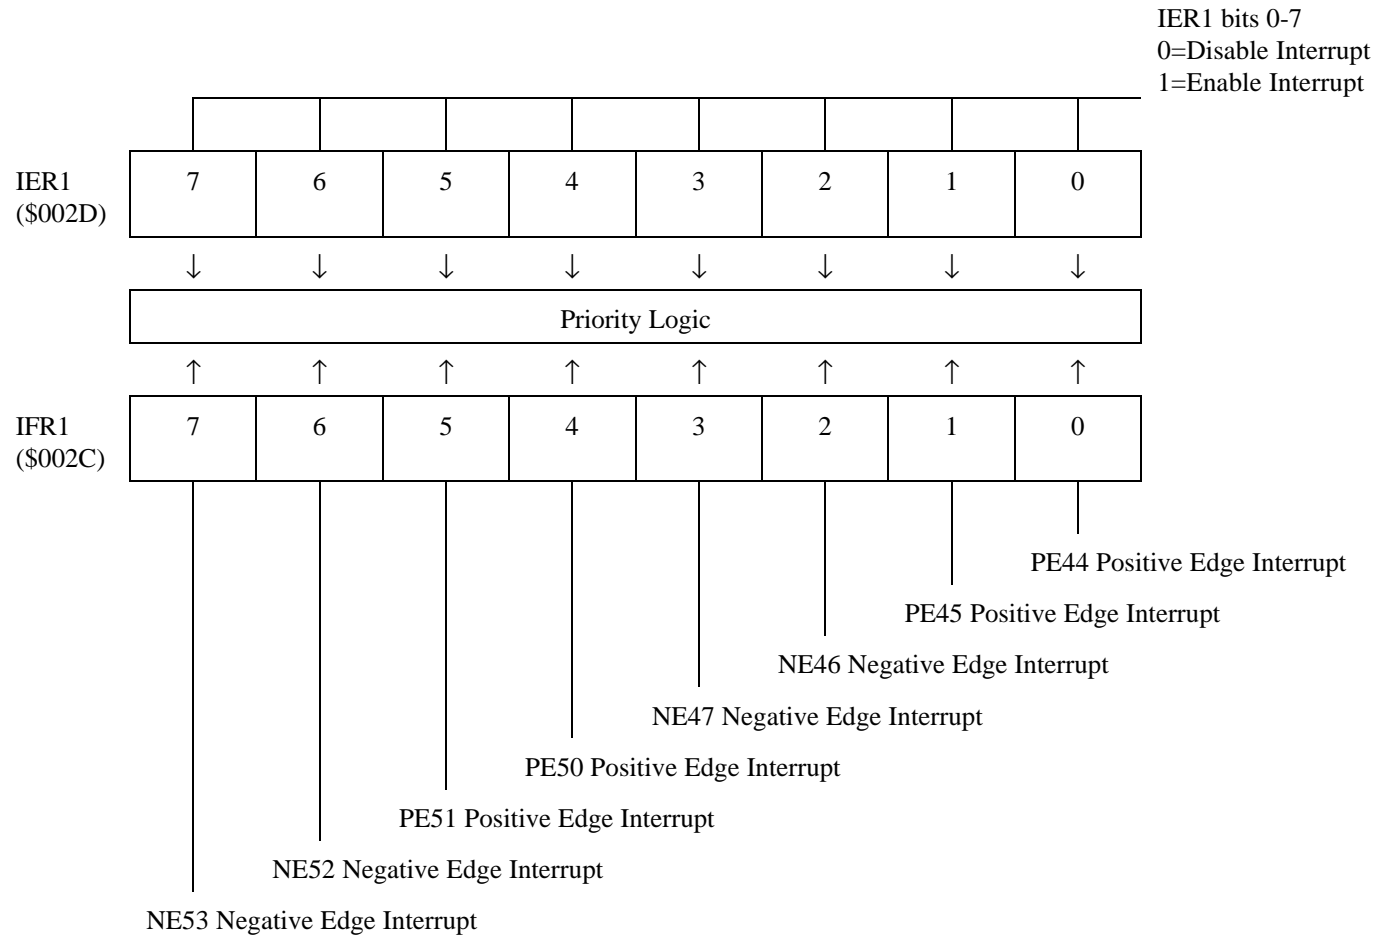 IER1 bits 0-7
0=Disable Interrupt
1=Enable Interrupt
IER1
($002D)
7 6 5 4 3 2 1 0
↓ ↓ ↓ ↓ ↓ ↓ ↓ ↓
Priority Logic
↑ ↑ ↑ ↑ ↑ ↑ ↑ ↑
IFR1
($002C)
7 6 5 4 3 2 1 0
PE44 Positive Edge Interrupt
PE45 Positive Edge Interrupt
NE46 Negative Edge Interrupt
NE47 Negative Edge Interrupt
PE50 Positive Edge Interrupt
PE51 Positive Edge Interrupt
NE52 Negative Edge Interrupt
NE53 Negative Edge Interrupt